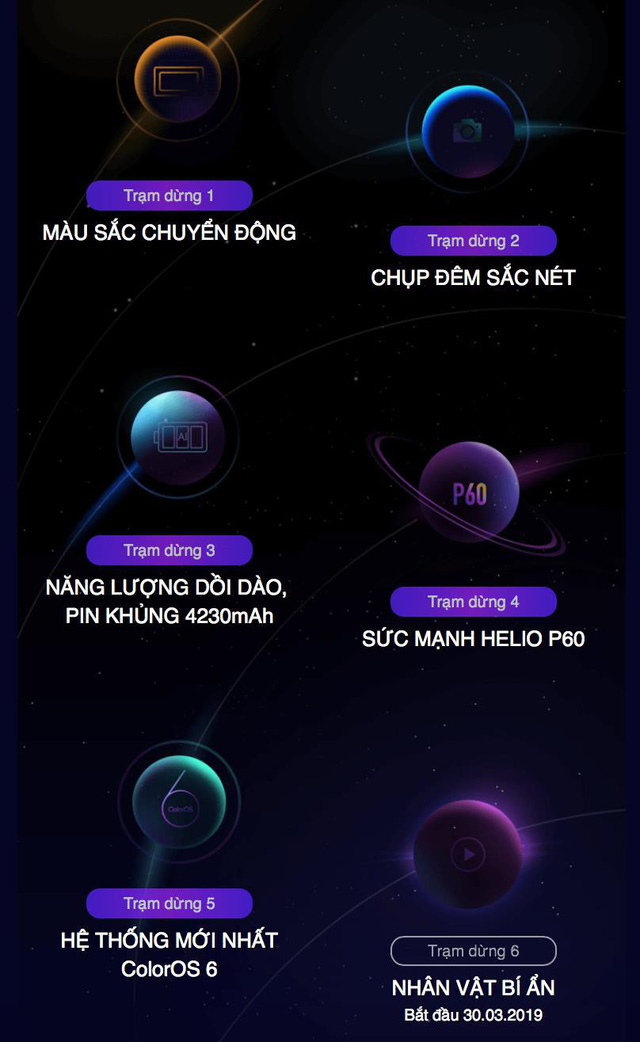 Trạm dừng 1
MÀU SẮC CHUYỂN ĐỘNG
Trạm dừng 2
CHỤP ĐÊM SẮC NÉT
AI
Trạm dừng 3
NĂNG LƯỢNG DỒI DÀO,
PIN KHỦNG 4230mAh
P60
Trạm dừng 4
SỨC MẠNH HELIO P60
6
ColorOS
Trạm dừng 5
HỆ THỐNG MỚI NHẤT
ColorOS 6
Trạm dừng 6
NHÂN VẬT BÍ ẨN
Bắt đầu 30.03.2019